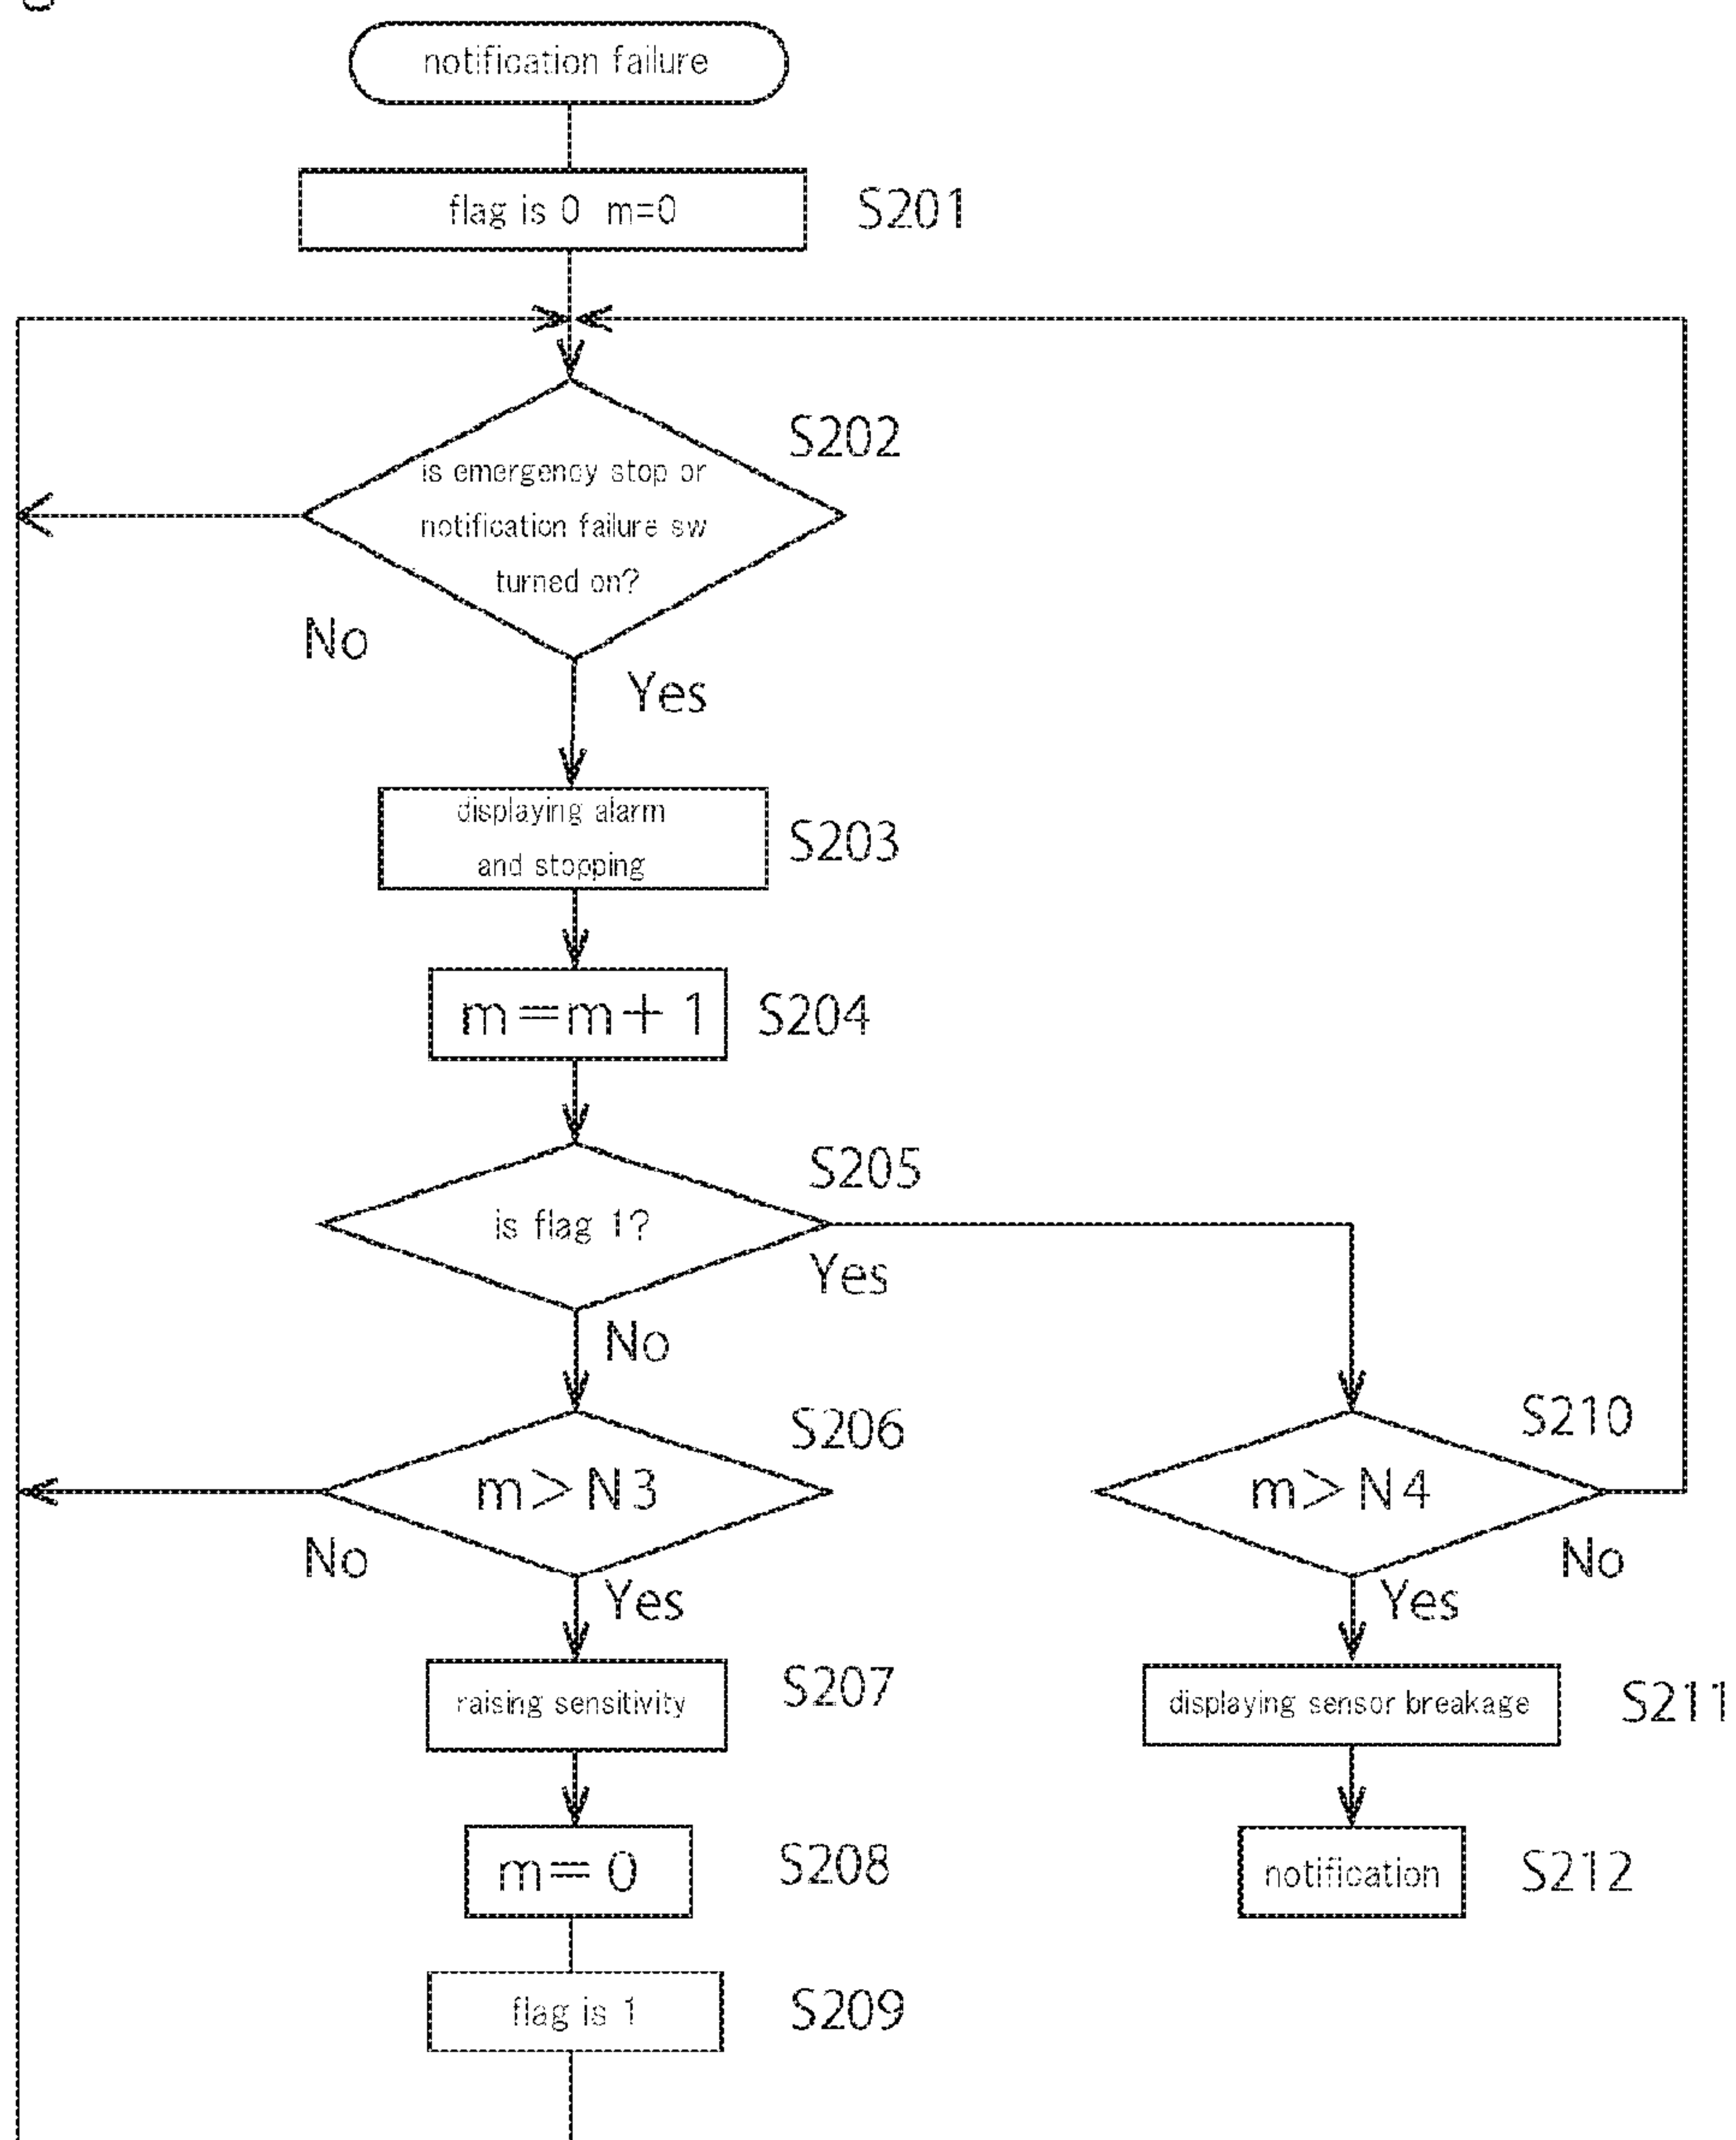 notification failure
flag is 0 m=0
S201
S202
is emergency stop or
notification failure sw
turned on?
No
Yes
displaying alarm
and stopping
S203
m=m+1
S204
S205
is flag 1?
Yes
No
S206
m>N3
No
Yes
S210
m>N4
No
Yes
raising sensitivity
S207
displaying sensor breakage
S211
m=0
S208
notification
S212
flag is 1
S209